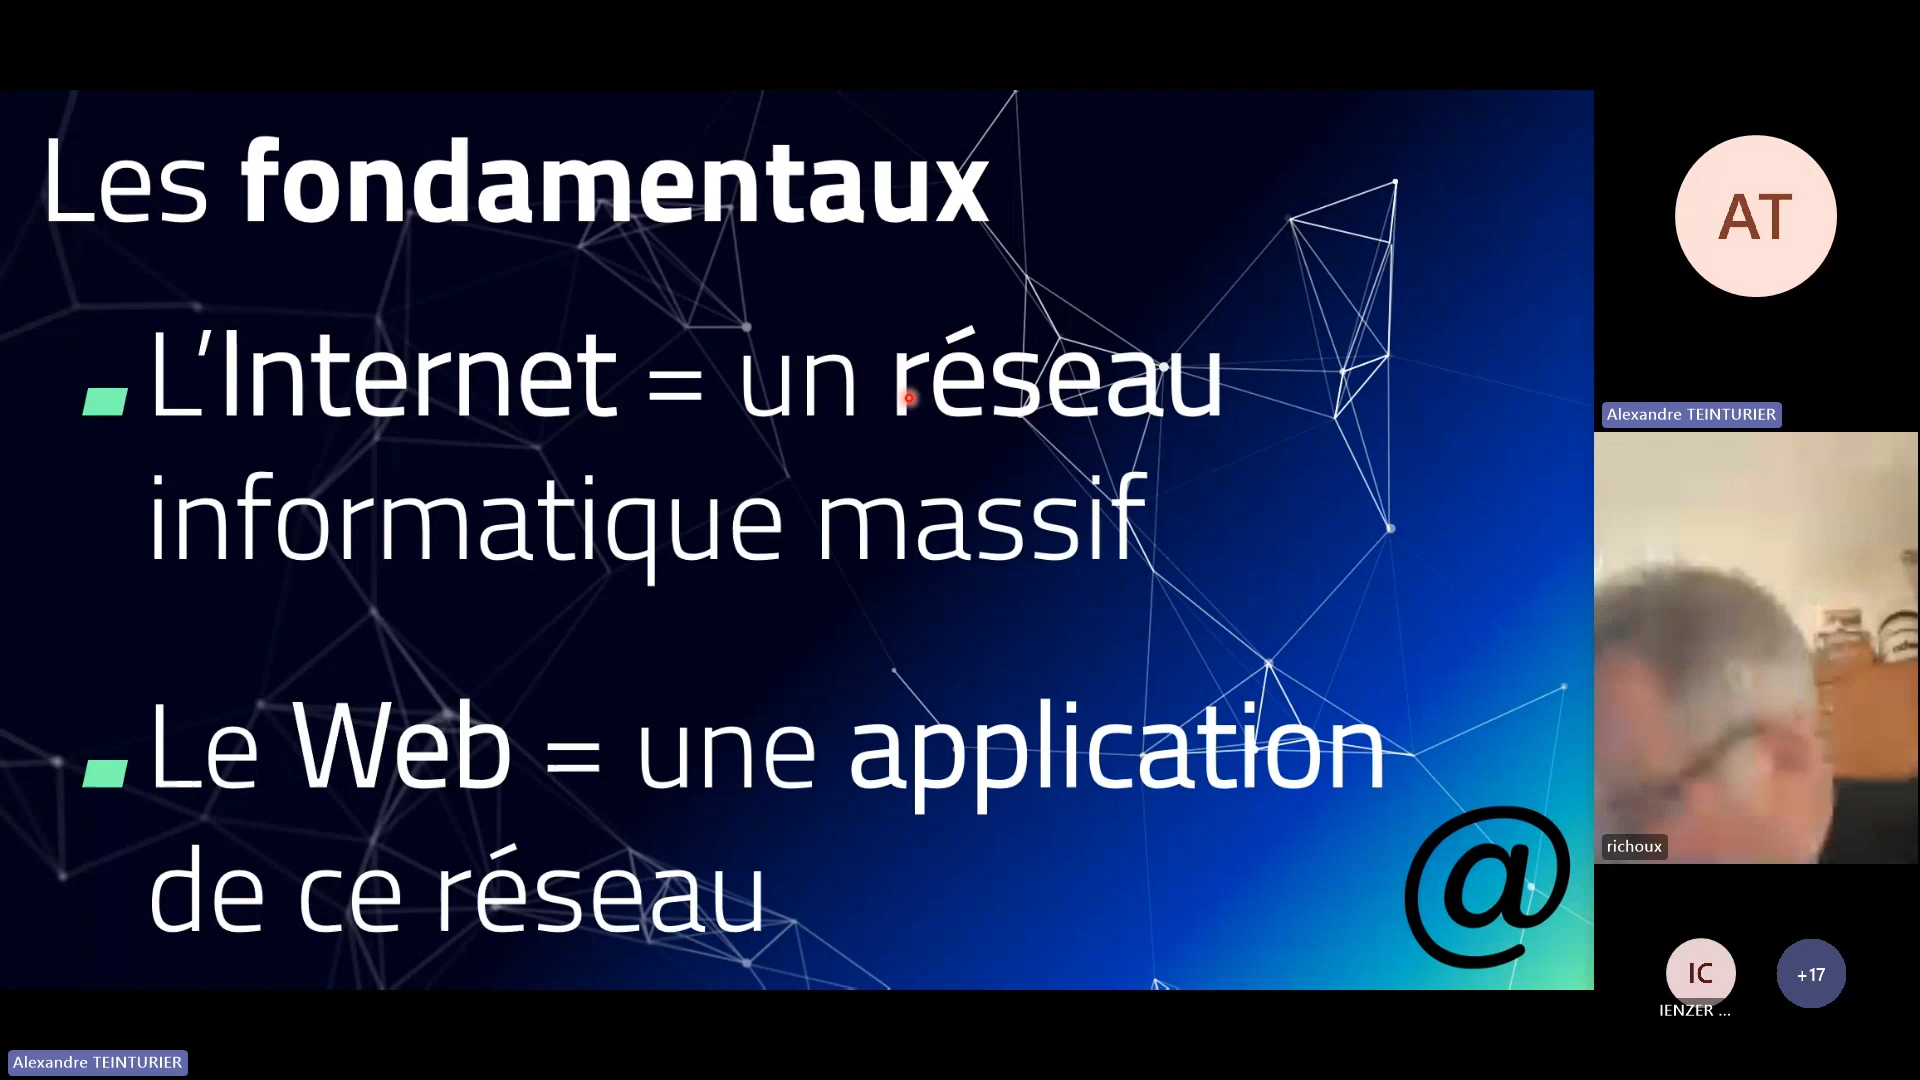 Les fondamentaux
L’Internet = un réseau
informatique massif
Le Web = une application
de ce réseau
@
AT
Alexandre TEINTURIER
richoux
IC
IENZER ...
+17
Alexandre TEINTURIER